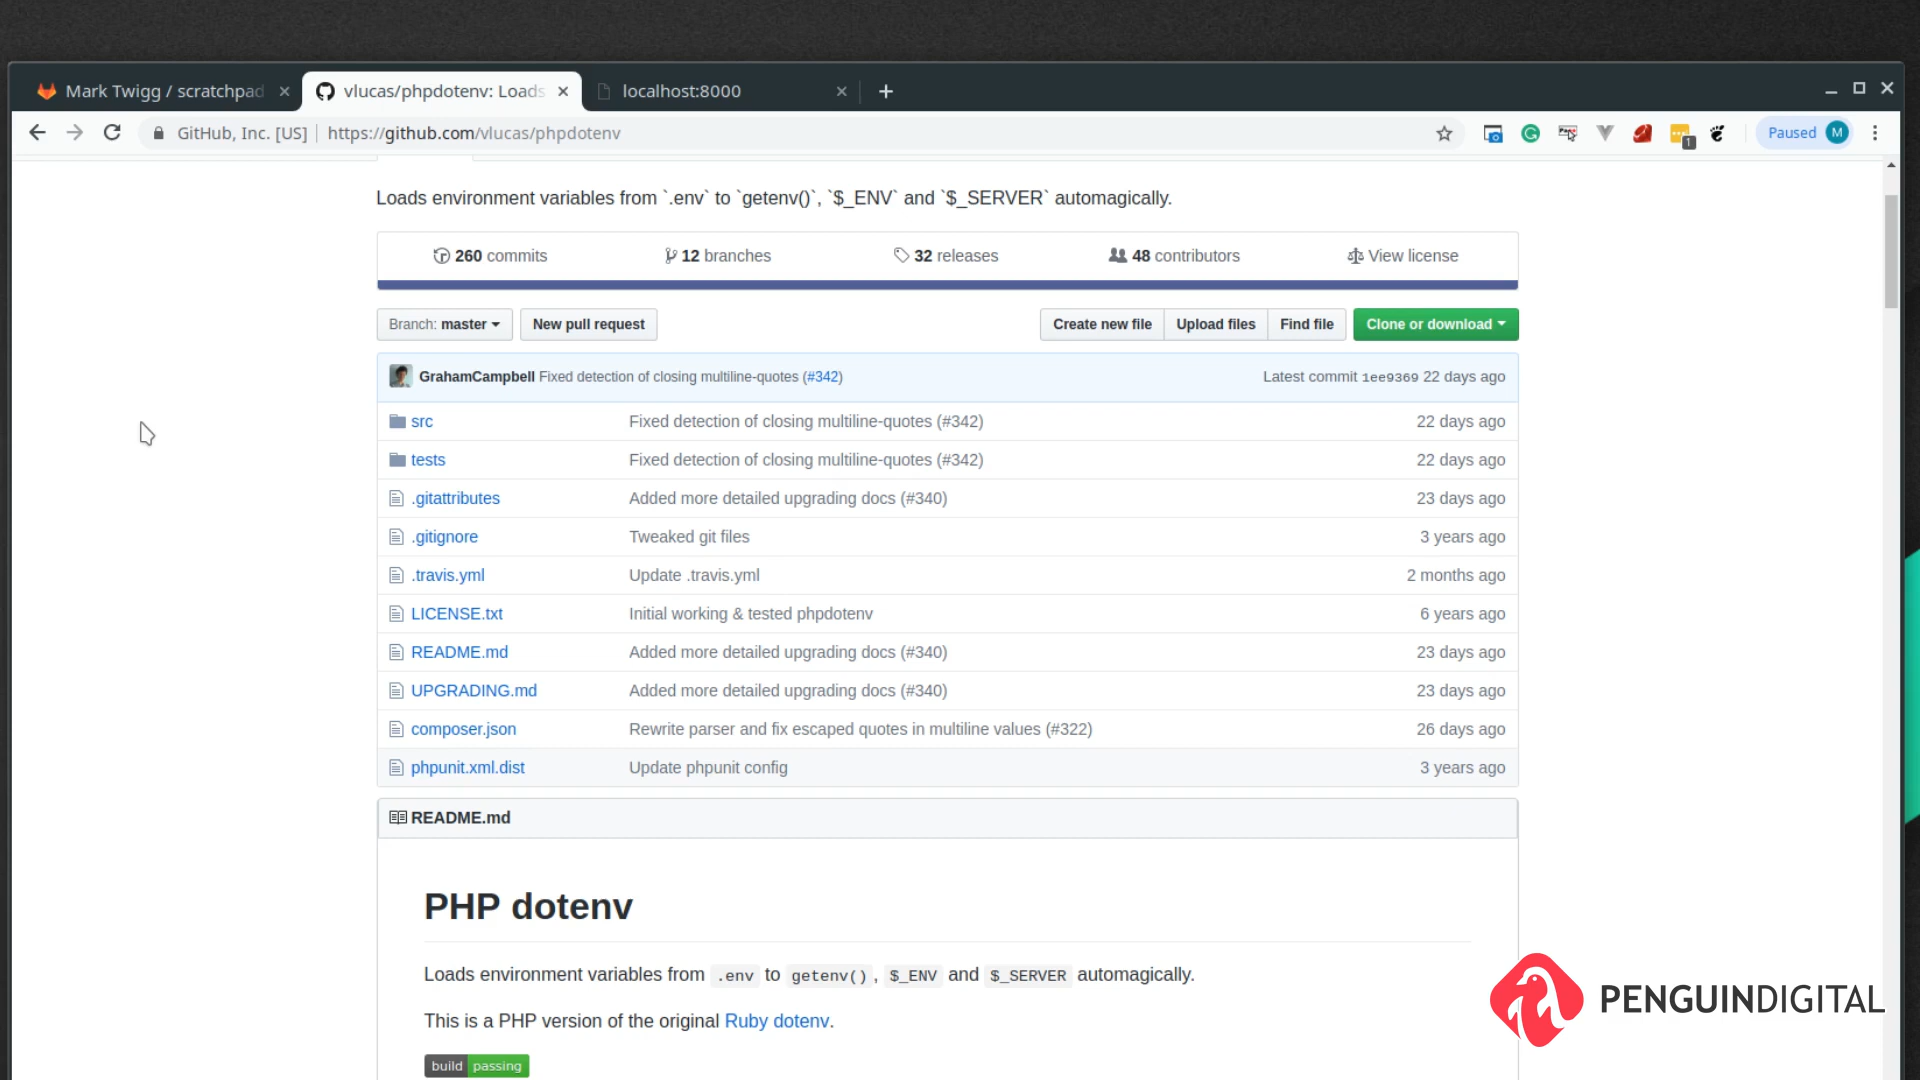 Mark Twigg / scratchpad
vlucas/phpdotenv: Loads
localhost:8000
GitHub, Inc. [US] https://github.com/vlucas/phpdotenv
1
Paused M
Loads environment variables from `.env` to `getenv()`, `$_ENV` and `$_SERVER` automagically.
260 commits 12 branches 32 releases 48 contributors View license
Branch: master New pull request Create new file Upload files Find file Clone or download
GrahamCampbell Fixed detection of closing multiline-quotes (#342) Latest commit 1ee9369 22 days ago
src Fixed detection of closing multiline-quotes (#342) 22 days ago
tests Fixed detection of closing multiline-quotes (#342) 22 days ago
.gitattributes Added more detailed upgrading docs (#340) 23 days ago
.gitignore Tweaked git files 3 years ago
.travis.yml Update .travis.yml 2 months ago
LICENSE.txt Initial working & tested phpdotenv 6 years ago
README.md Added more detailed upgrading docs (#340) 23 days ago
UPGRADING.md Added more detailed upgrading docs (#340) 23 days ago
composer.json Rewrite parser and fix escaped quotes in multiline values (#322) 26 days ago
phpunit.xml.dist Update phpunit config 3 years ago
README.md
PHP dotenv
Loads environment variables from .env to getenv(), $_ENV and $_SERVER automagically.
This is a PHP version of the original Ruby dotenv.
build passing
PENGUINDIGITAL